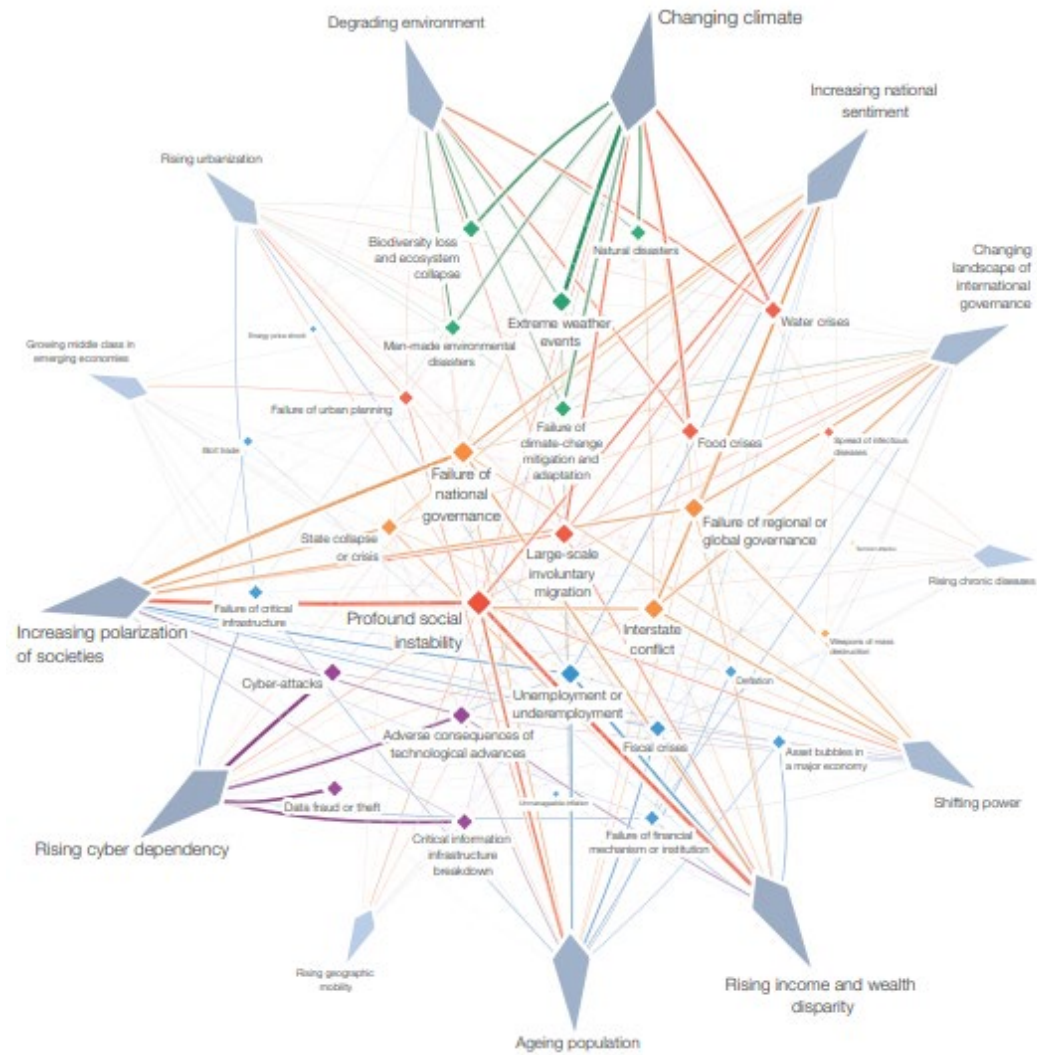 Degrading environment
Changing climate
Increasing national
sentiment
Rising urbanization
Biodiversity loss
and ecosystem
collapse
Natural disasters
Changing
landscape of
international
governance
Extreme weather
events
Water crises
Energy price shock
Growing middle class in
emerging economies
Man-made environmental
disasters
Failure of urban planning
Failure of
climate-change
mitigation and
adaptation
Food crises
Spread of infectious
diseases
Illicit trade
Failure of
national
governance
Failure of regional or
global governance
State collapse
or crisis
Large-scale
involuntary
migration
Terrorist attacks
Rising chronic diseases
Failure of critical
infrastructure
Increasing polarization
of societies
Profound social
instability
Interstate
conflict
Weapons of mass
destruction
Cyber-attacks
Unemployment or
underemployment
Deflation
Adverse consequences of
technological advances
Fiscal crises
Asset bubbles in
a major economy
Data fraud or theft
Unmanageable inflation
Shifting power
Rising cyber dependency
Critical information
infrastructure
breakdown
Failure of financial
mechanism or institution
Rising geographic
mobility
Rising income and wealth
disparity
Ageing population